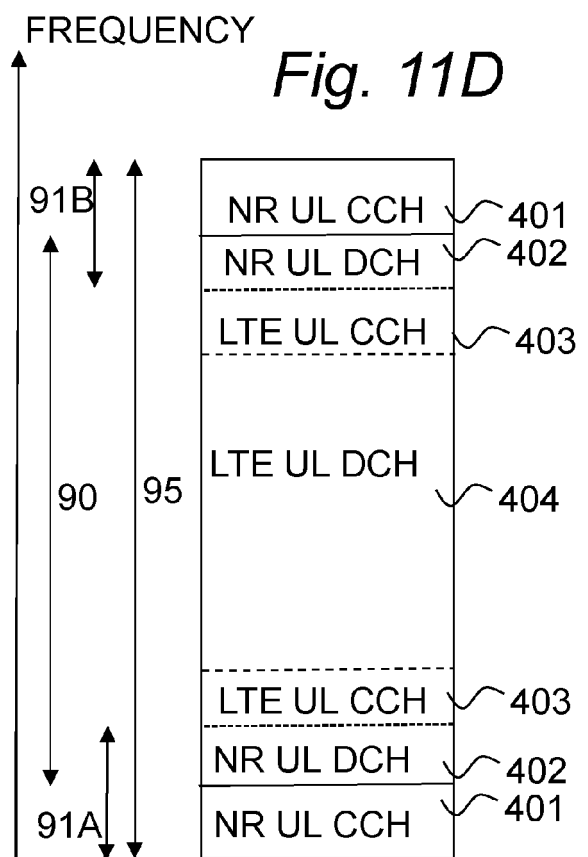 FREQUENCY
Fig. 11D
91B
NR UL CCH
401
NR UL DCH
402
LTE UL CCH
403
90
95
LTE UL DCH
404
LTE UL CCH
403
NR UL DCH
402
91A
NR UL CCH
401